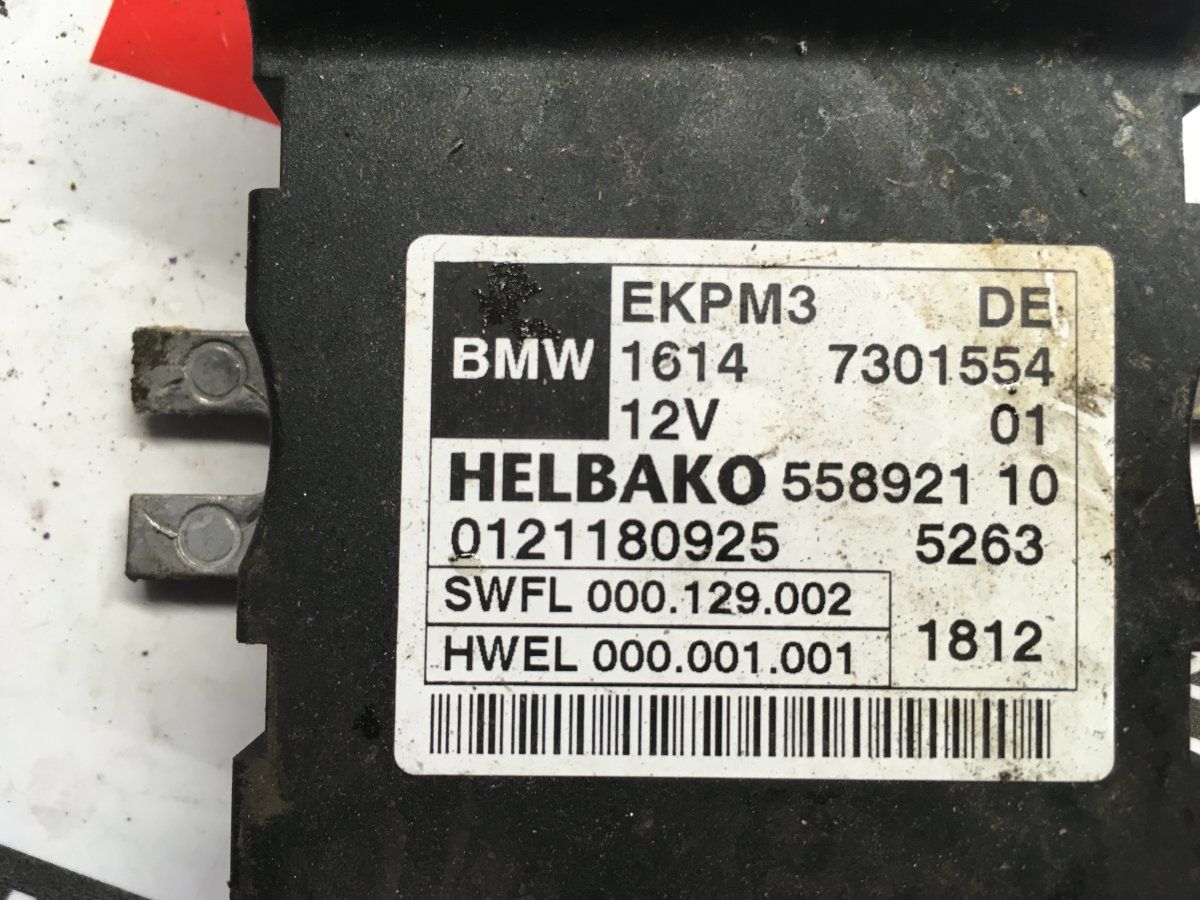 EKPM3 DE
BMW 1614 7301554
12V 01
HELBAKO 558921 10
0121180925 5263
SWFL 000.129.002
HWEL 000.001.001 1812